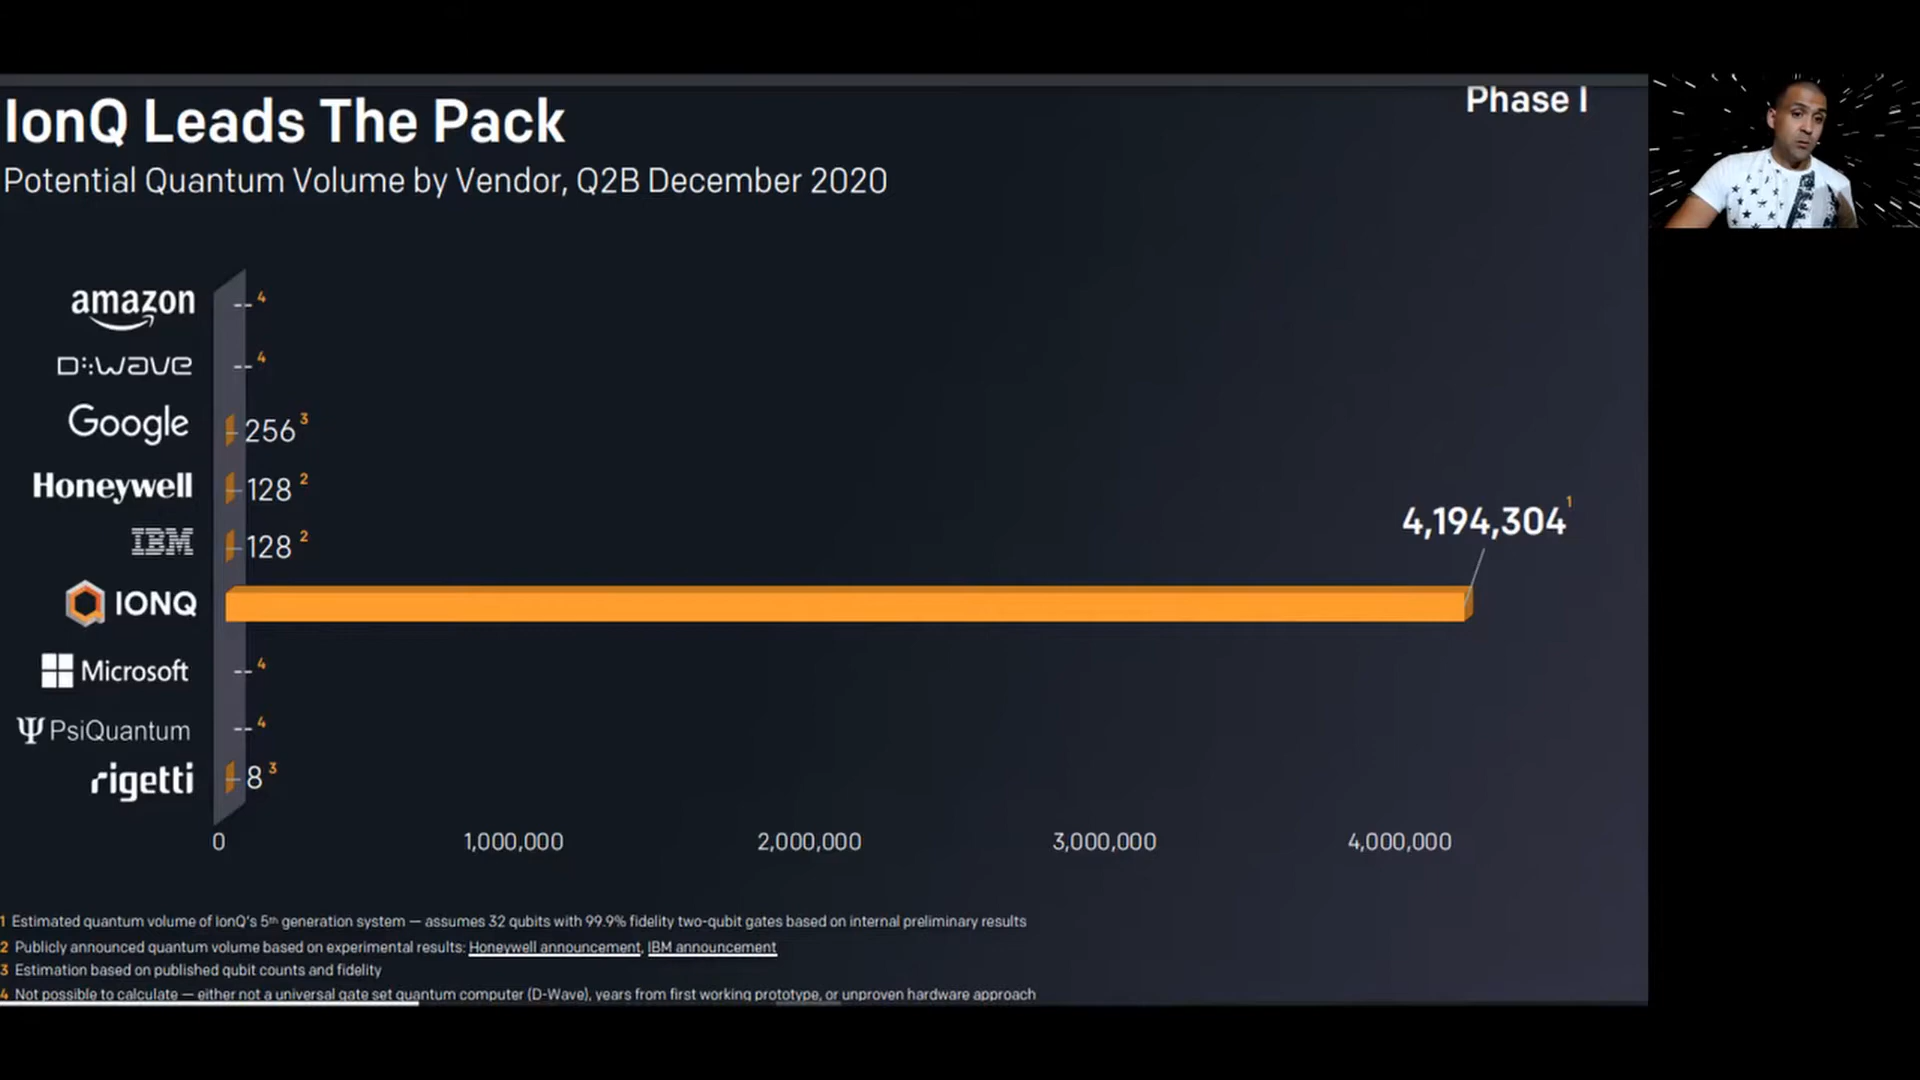 IonQ Leads The Pack
Phase I
Potential Quantum Volume by Vendor, Q2B December 2020
amazon -- 4
D:Wave -- 4
Google 256 3
Honeywell 128 2
IBM 128 2
4,194,304 1
IONQ
Microsoft -- 4
PsiQuantum -- 4
rigetti 8 3
0 1,000,000 2,000,000 3,000,000 4,000,000
1 Estimated quantum volume of IonQ's 5th generation system — assumes 32 qubits with 99.9% fidelity two-qubit gates based on internal preliminary results
2 Publicly announced quantum volume based on experimental results: Honeywell announcement, IBM announcement
3 Estimation based on published qubit counts and fidelity
4 Not possible to calculate — either not a universal gate set quantum computer (D-Wave), years from first working prototype, or unproven hardware approach